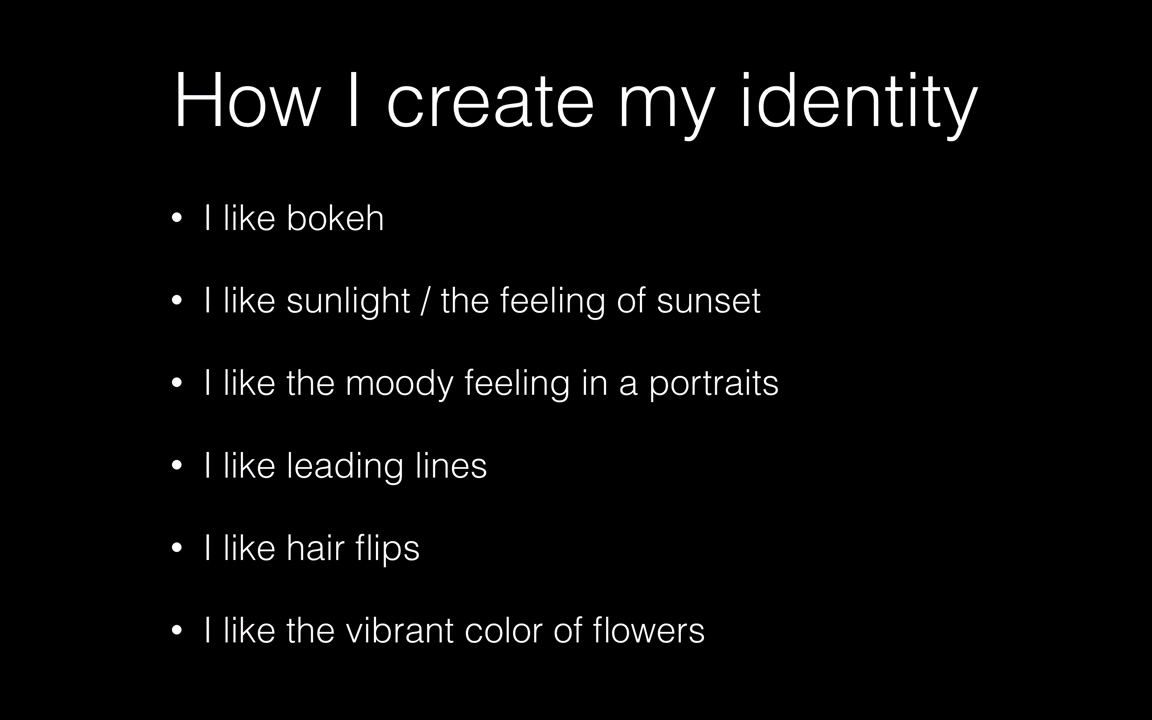 How I create my identity
• I like bokeh
• I like sunlight / the feeling of sunset
• I like the moody feeling in a portraits
• I like leading lines
• I like hair flips
• I like the vibrant color of flowers